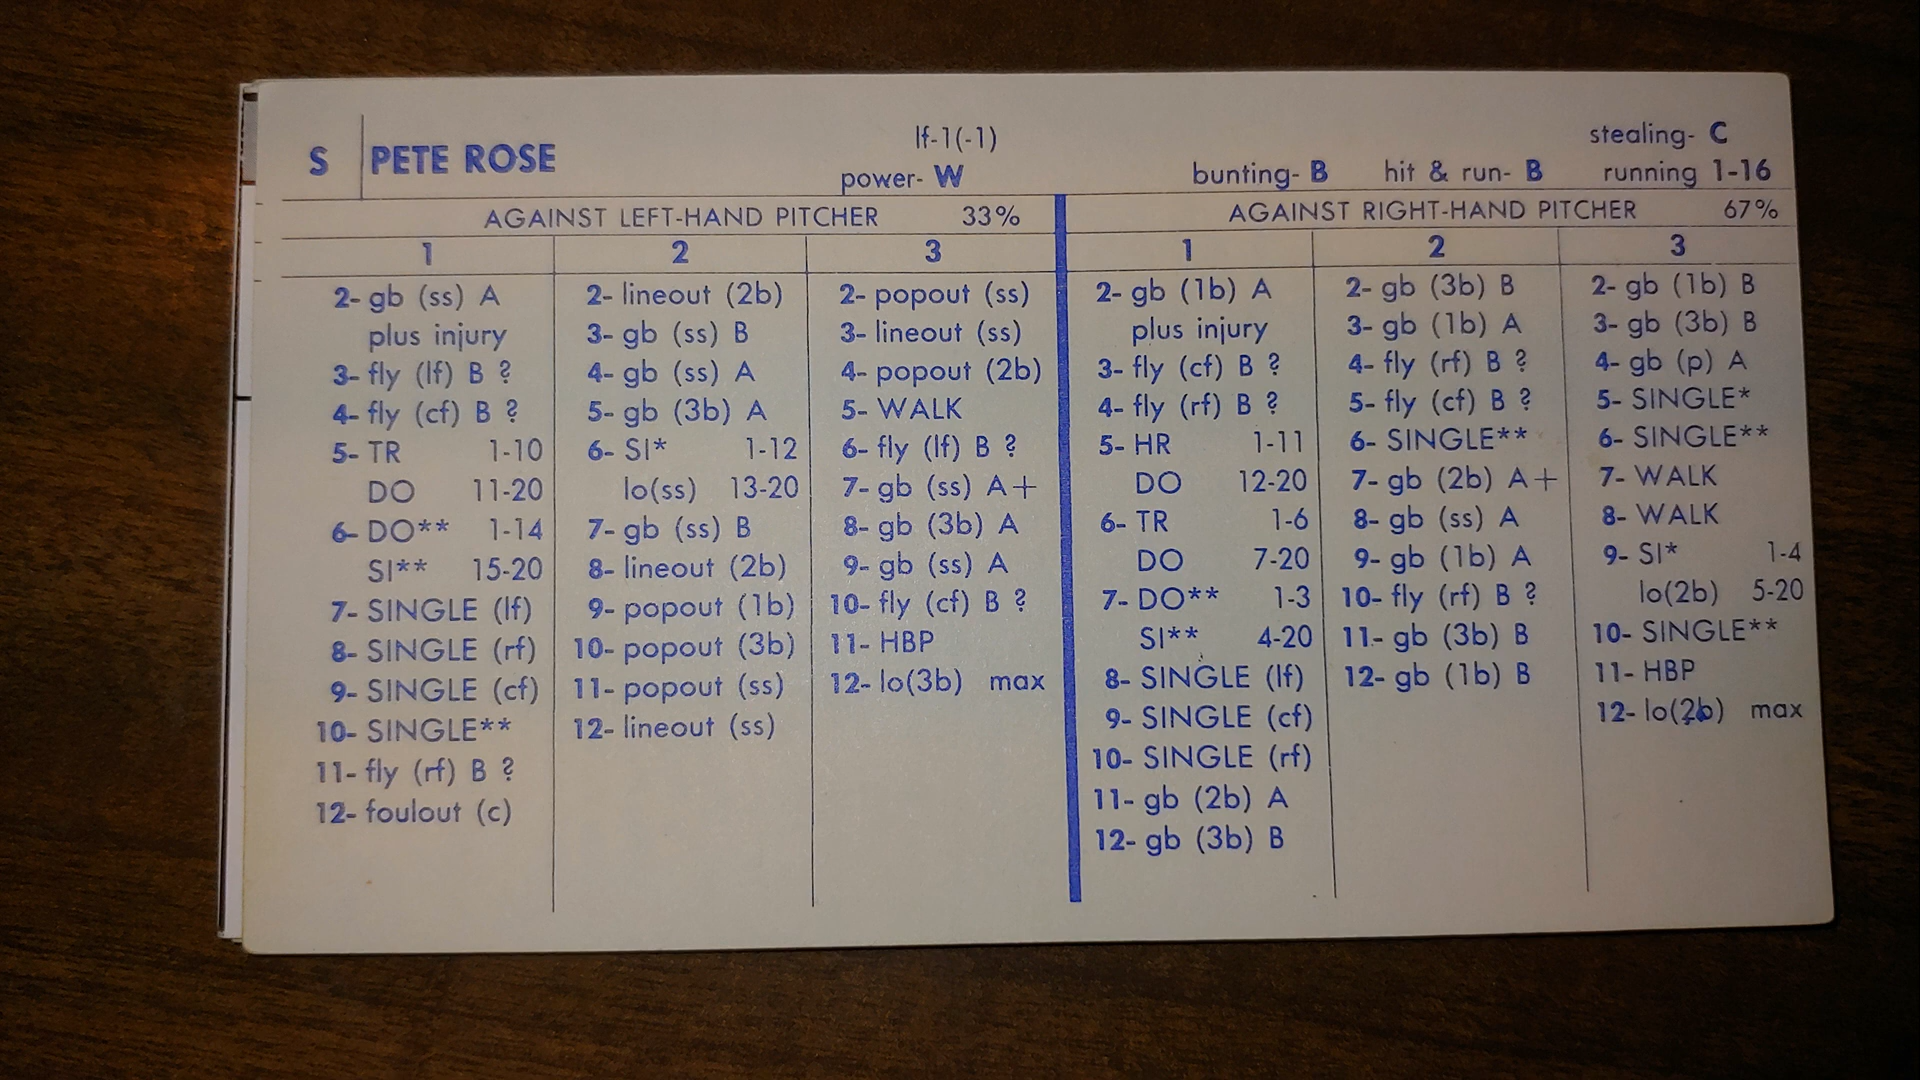 S PETE ROSE
lf-1(-1)
power- W
bunting- B
hit & run- B
stealing- C
running 1-16
AGAINST LEFT-HAND PITCHER 33%
1
2- gb (ss) A
plus injury
3- fly (lf) B ?
4- fly (cf) B ?
5- TR 1-10
DO 11-20
6- DO** 1-14
SI** 15-20
7- SINGLE (lf)
8- SINGLE (rf)
9- SINGLE (cf)
10- SINGLE**
11- fly (rf) B ?
12- foulout (c)
2
2- lineout (2b)
3- gb (ss) B
4- gb (ss) A
5- gb (3b) A
6- SI* 1-12
lo(ss) 13-20
7- gb (ss) B
8- lineout (2b)
9- popout (1b)
10- popout (3b)
11- popout (ss)
12- lineout (ss)
3
2- popout (ss)
3- lineout (ss)
4- popout (2b)
5- WALK
6- fly (lf) B ?
7- gb (ss) A+
8- gb (3b) A
9- gb (ss) A
10- fly (cf) B ?
11- HBP
12- lo(3b) max
AGAINST RIGHT-HAND PITCHER 67%
1
2- gb (1b) A
plus injury
3- fly (cf) B ?
4- fly (rf) B ?
5- HR 1-11
DO 12-20
6- TR 1-6
DO 7-20
7- DO** 1-3
SI** 4-20
8- SINGLE (lf)
9- SINGLE (cf)
10- SINGLE (rf)
11- gb (2b) A
12- gb (3b) B
2
2- gb (3b) B
3- gb (1b) A
4- fly (rf) B ?
5- fly (cf) B ?
6- SINGLE**
7- gb (2b) A+
8- gb (ss) A
9- gb (1b) A
10- fly (rf) B ?
11- gb (3b) B
12- gb (1b) B
3
2- gb (1b) B
3- gb (3b) B
4- gb (p) A
5- SINGLE*
6- SINGLE**
7- WALK
8- WALK
9- SI* 1-4
lo(2b) 5-20
10- SINGLE**
11- HBP
12- lo(2b) max